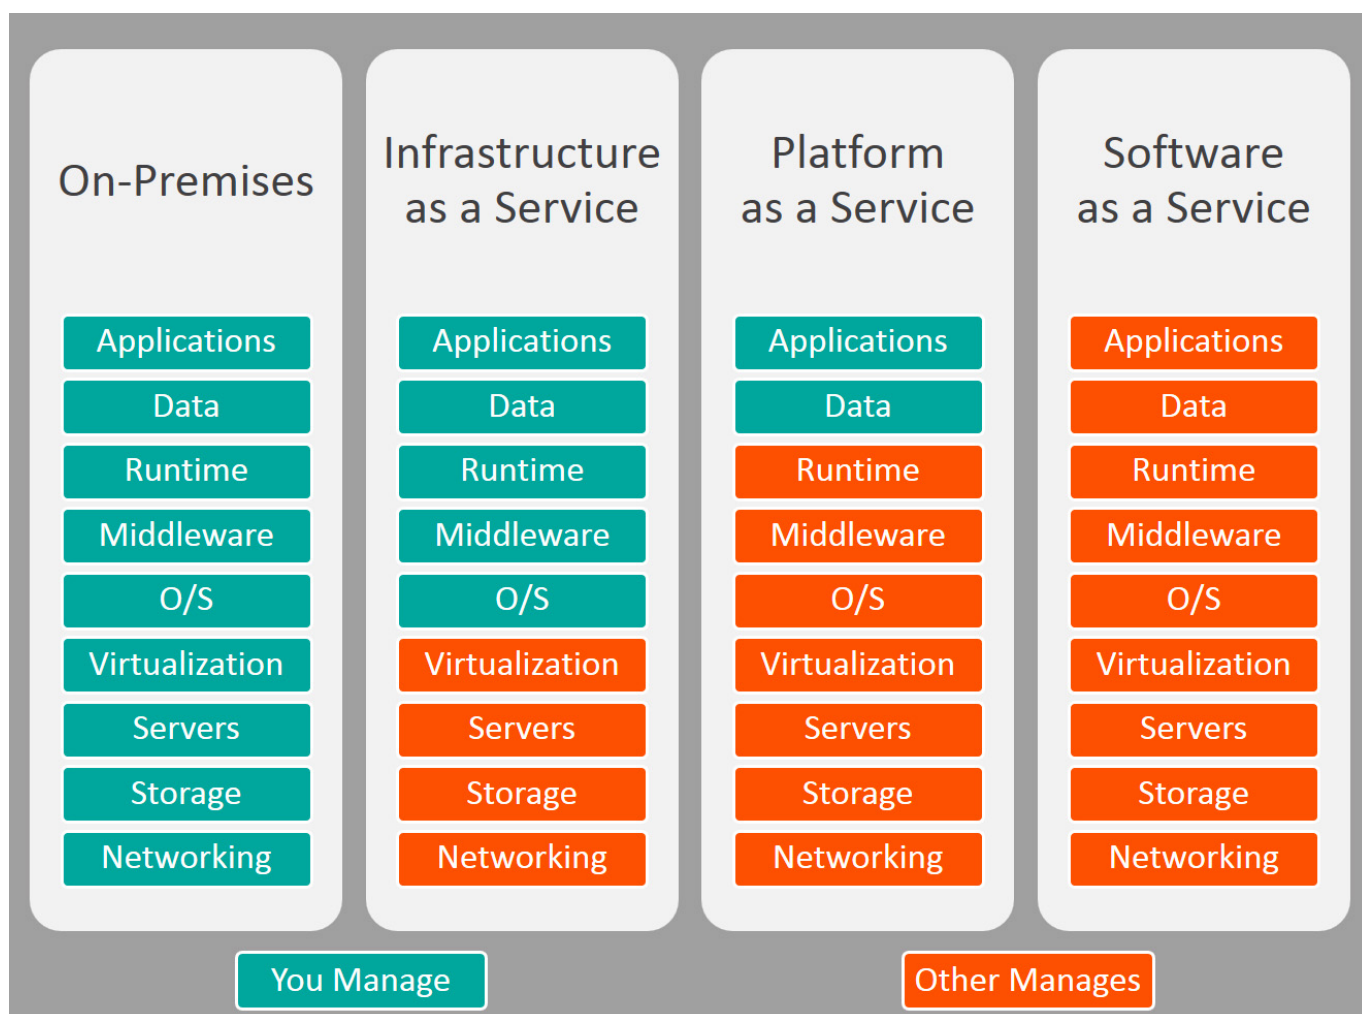 On-Premises
Applications
Data
Runtime
Middleware
O/S
Virtualization
Servers
Storage
Networking
Infrastructure
as a Service
Applications
Data
Runtime
Middleware
O/S
Virtualization
Servers
Storage
Networking
Platform
as a Service
Applications
Data
Runtime
Middleware
O/S
Virtualization
Servers
Storage
Networking
Software
as a Service
Applications
Data
Runtime
Middleware
O/S
Virtualization
Servers
Storage
Networking
You Manage
Other Manages